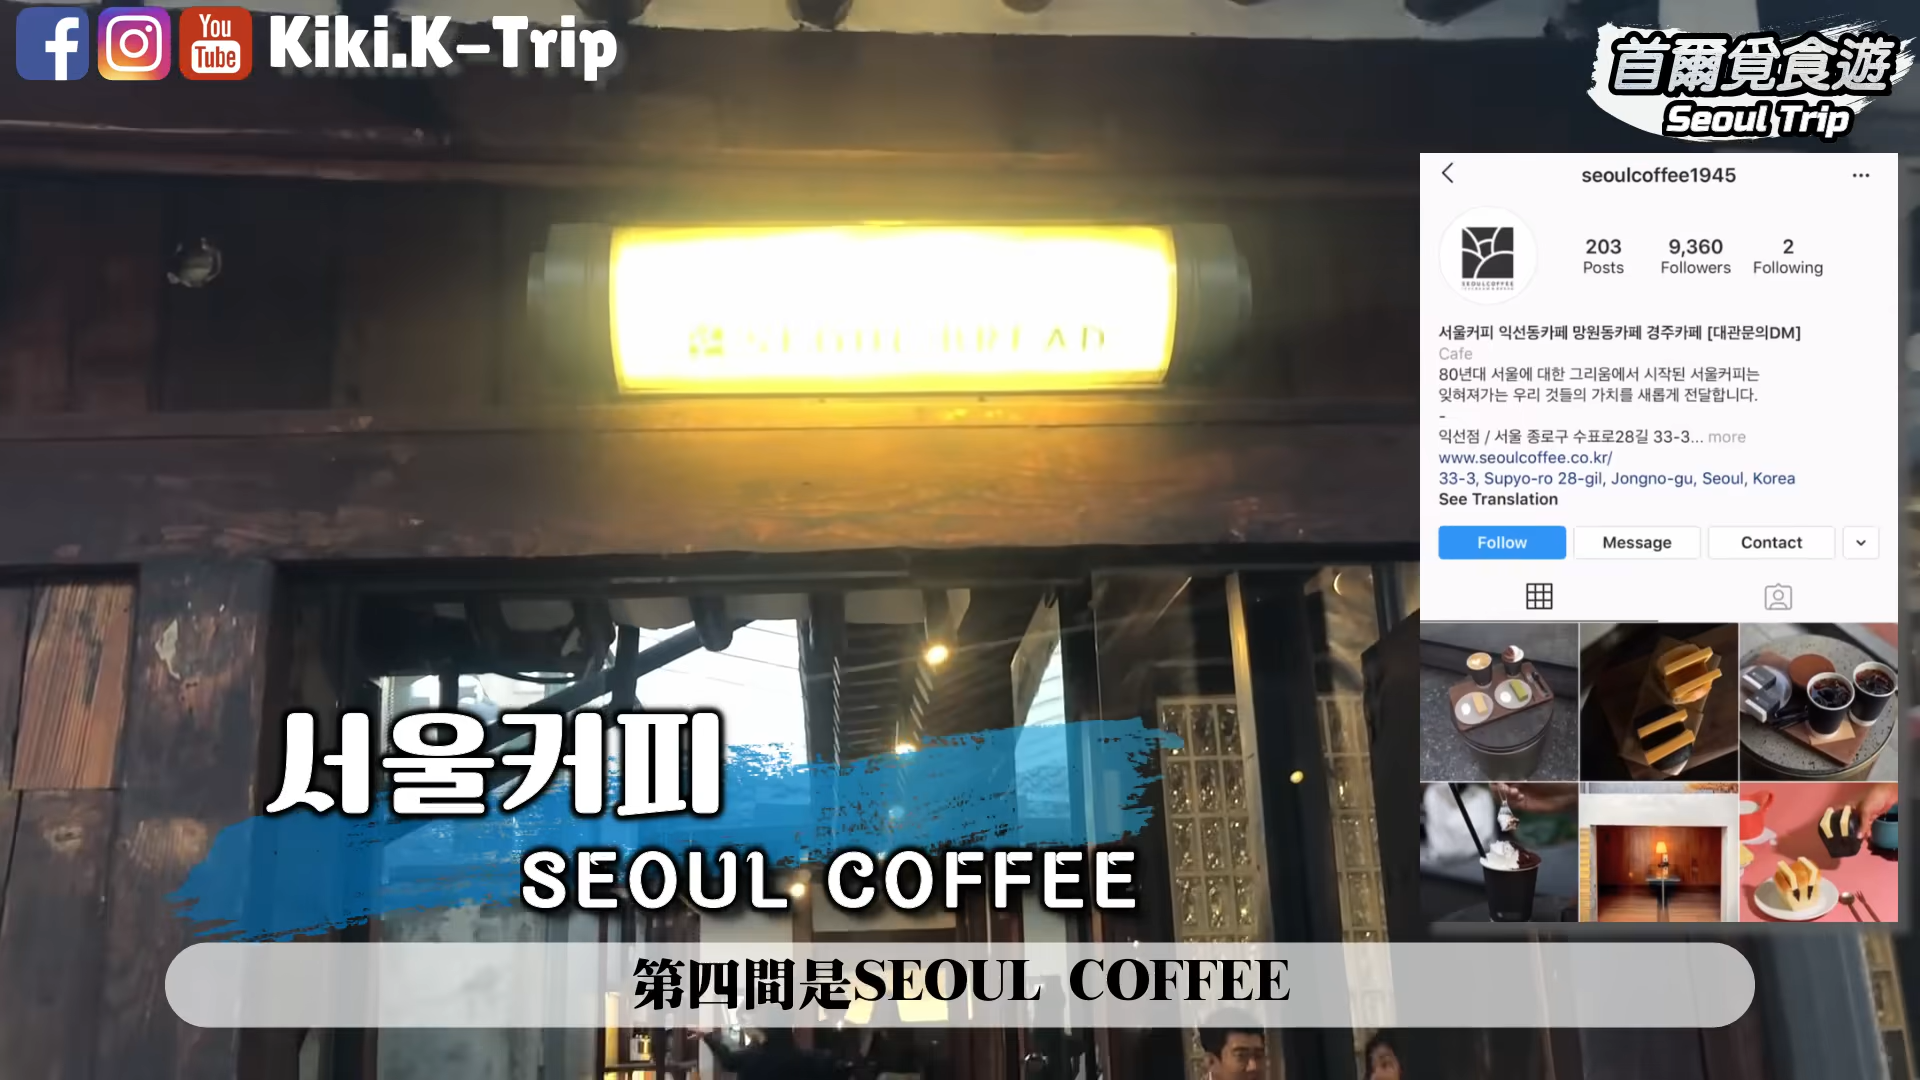 You
Tube
Kiki.K-Trip
首爾覓食遊
Seoul Trip
seoulcoffee1945
203
9,360
2
Posts
Followers
Following
SEOULCOFFEE
서울커피 익선동카페 망원동카페 경주카페 [대관문의DM]
Cafe
80년대 서울에 대한 그리움에서 시작된 서울커피는
잊혀져가는 우리 것들의 가치를 새롭게 전달합니다.
-
익선점 / 서울 종로구 수표로28길 33-3... more
www.seoulcoffee.co.kr/
33-3, Supyo-ro 28-gil, Jongno-gu, Seoul, Korea
See Translation
Follow
Message
Contact
SEOUL BREAD
서울커피
SEOUL COFFEE
第四間是SEOUL COFFEE